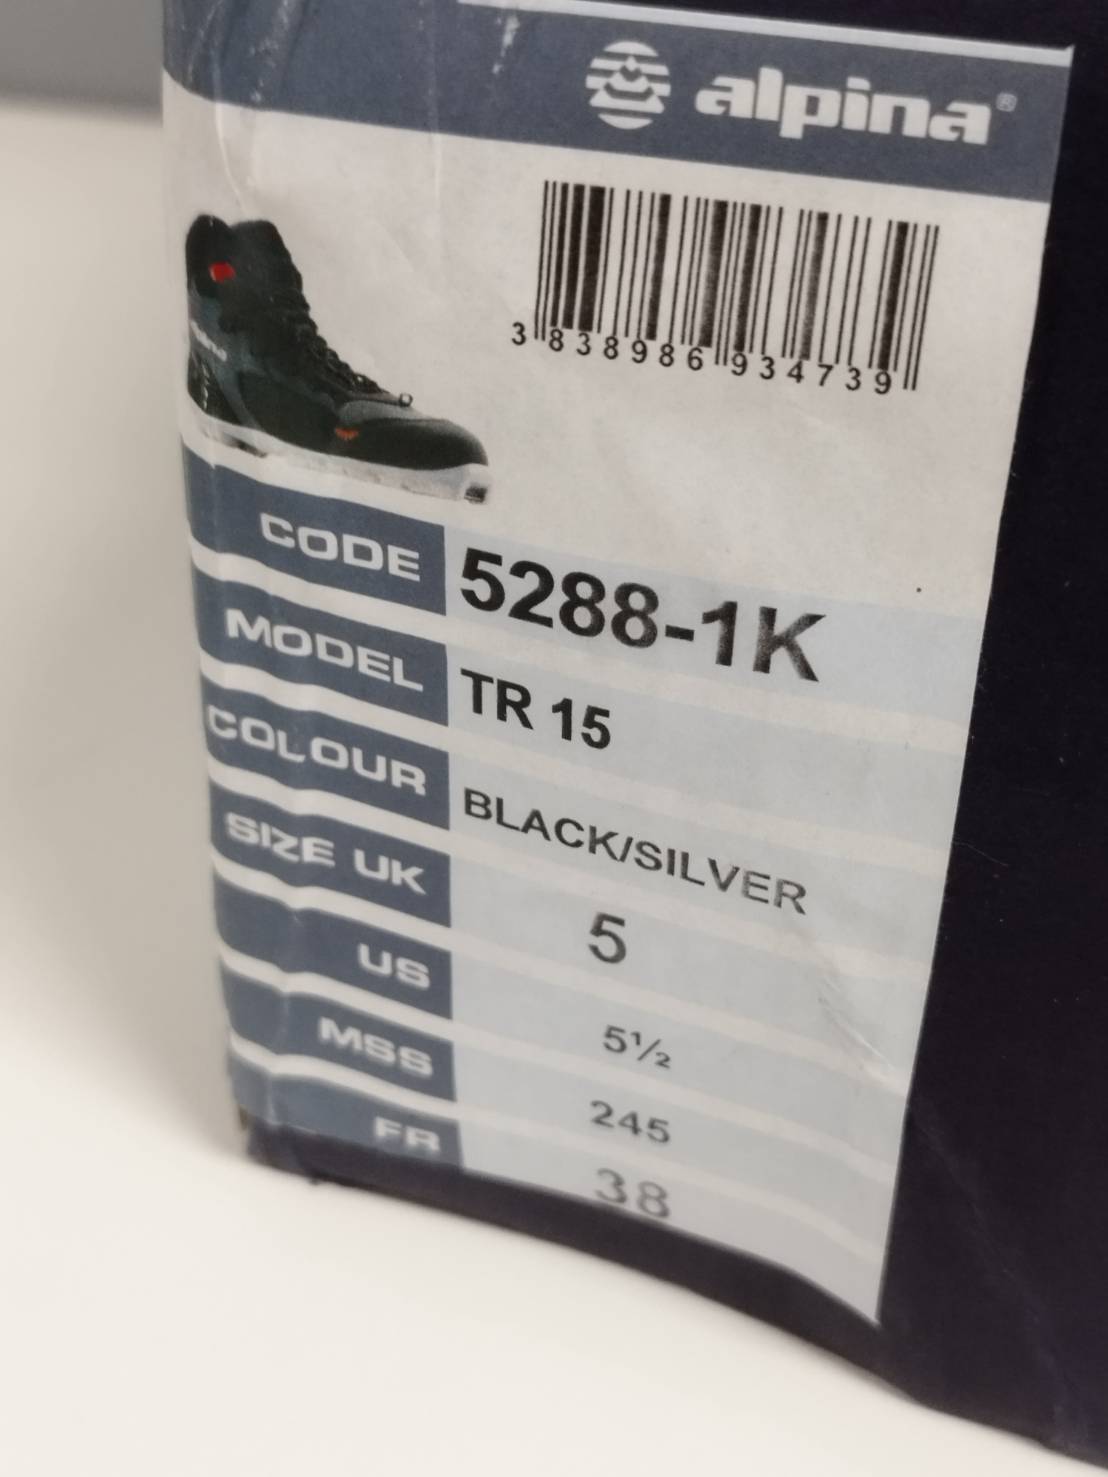 alpina®
3 838986 934739
CODE 5288-1K
MODEL TR 15
COLOUR BLACK/SILVER
SIZE UK 5
US 5½
MSS 245
FR 38